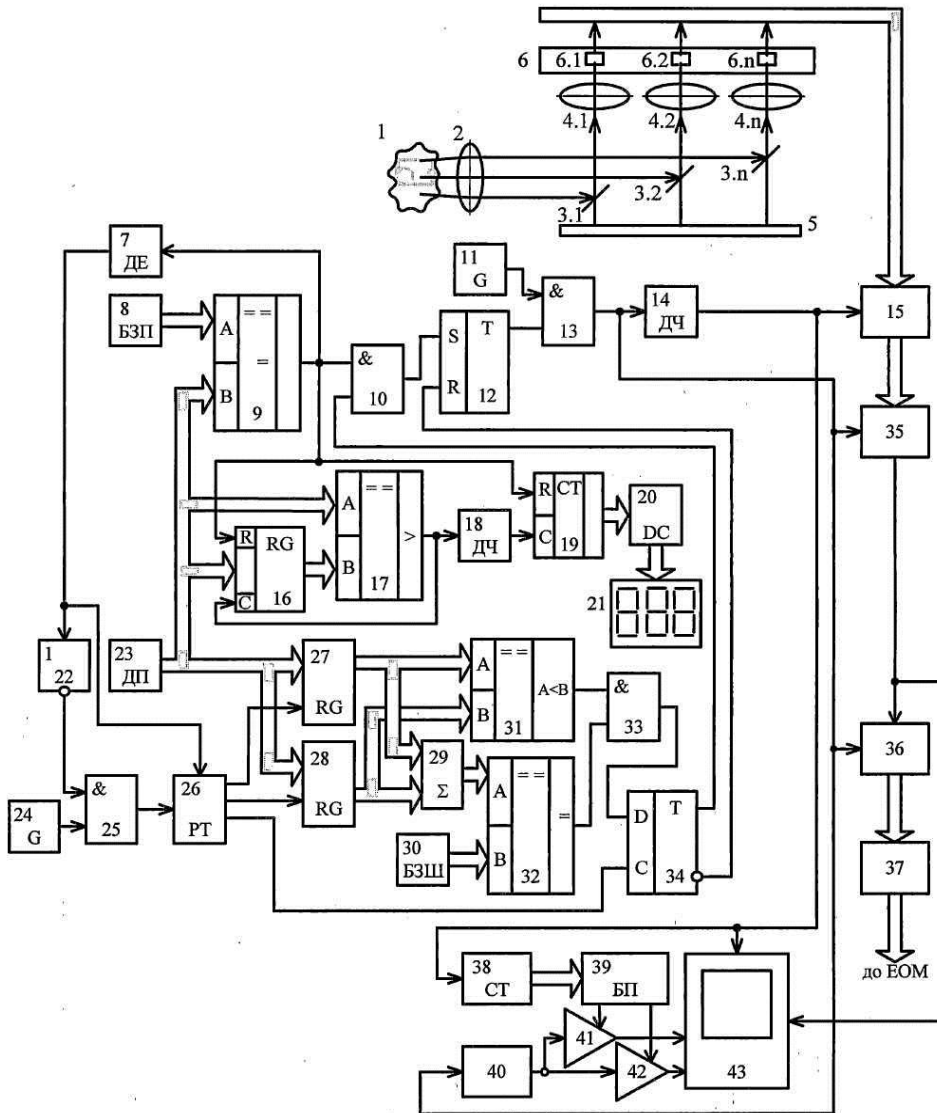 6 6.1 6.2 6.n
4.1 4.2 4.n
1 2
3.1 3.2 3.n
5
7 ДЕ
8 БЗП
A == B = 9
& 10
11 G
S T R 12
& 13
14 ДЧ
15
35
R RG C 16
A == B > 17
18 ДЧ
R CT C 19
20 DC
21
1 22
23 ДП
27 RG
28 RG
29 Σ
A == B A<B 31
& 33
24 G
& 25
26 РТ
30 БЗШ
A == B = 32
D T C 34
36
37
до ЕОМ
38 СТ
39 БП
40
41
42
43